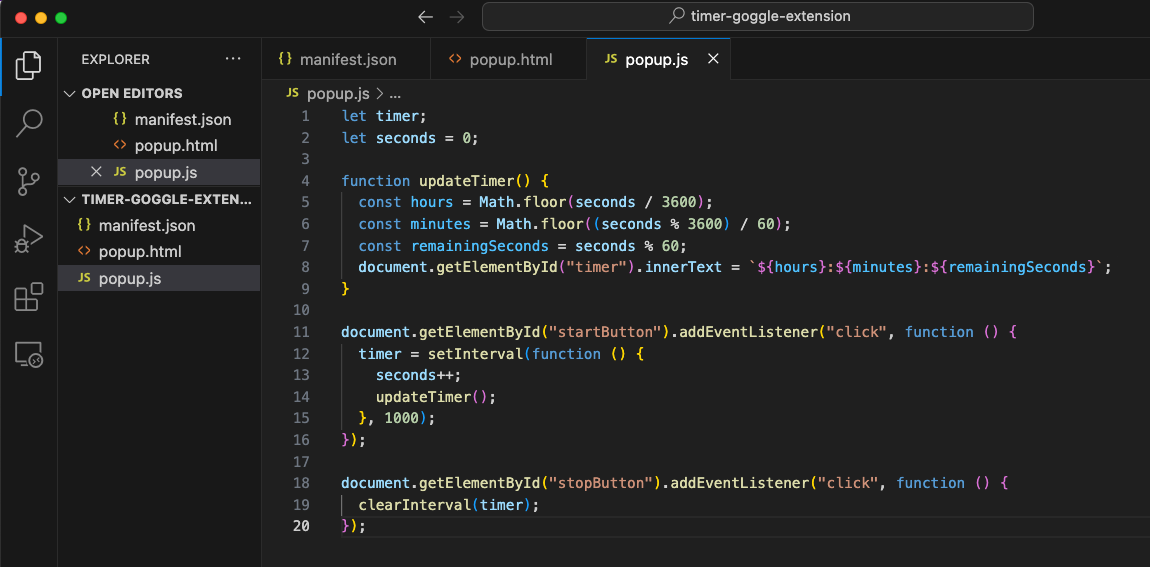 timer-goggle-extension
EXPLORER ...
OPEN EDITORS
{} manifest.json
<> popup.html
JS popup.js
TIMER-GOGGLE-EXTEN...
{} manifest.json
<> popup.html
JS popup.js
{} manifest.json <> popup.html JS popup.js
JS popup.js > ...
1 let timer;
2 let seconds = 0;
3
4 function updateTimer() {
5 const hours = Math.floor(seconds / 3600);
6 const minutes = Math.floor((seconds % 3600) / 60);
7 const remainingSeconds = seconds % 60;
8 document.getElementById("timer").innerText = `${hours}:${minutes}:${remainingSeconds}`;
9 }
10
11 document.getElementById("startButton").addEventListener("click", function () {
12 timer = setInterval(function () {
13 seconds++;
14 updateTimer();
15 }, 1000);
16 });
17
18 document.getElementById("stopButton").addEventListener("click", function () {
19 clearInterval(timer);
20 });